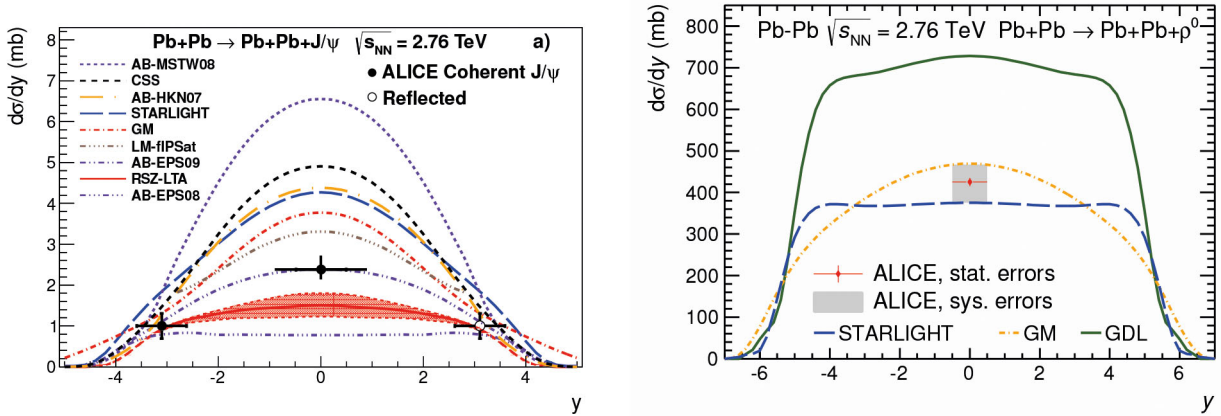 Pb+Pb → Pb+Pb+J/ψ √sNN = 2.76 TeV a)
AB-MSTW08
CSS
AB-HKN07
STARLIGHT
GM
LM-fIPSat
AB-EPS09
RSZ-LTA
AB-EPS08
ALICE Coherent J/ψ
Reflected
dσ/dy (mb)
8
7
6
5
4
3
2
1
0
-4 -2 0 2 4
y
Pb-Pb √sNN = 2.76 TeV Pb+Pb → Pb+Pb+ρ⁰
dσ/dy (mb)
800
700
600
500
400
300
200
100
0
ALICE, stat. errors
ALICE, sys. errors
STARLIGHT GM GDL
-6 -4 -2 0 2 4 6
y